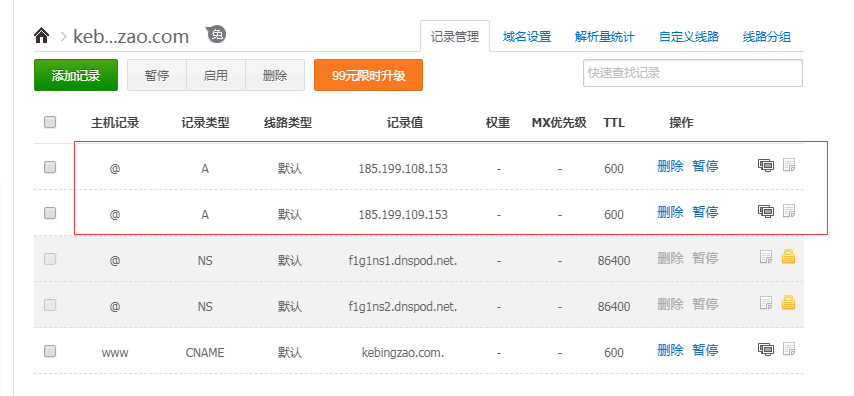 keb...zao.com 免 记录管理 域名设置 解析量统计 自定义线路 线路分组
添加记录 暂停 启用 删除 99元限时升级 快速查找记录
主机记录 记录类型 线路类型 记录值 权重 MX优先级 TTL 操作
@ A 默认 185.199.108.153 - - 600 删除 暂停
@ A 默认 185.199.109.153 - - 600 删除 暂停
@ NS 默认 f1g1ns1.dnspod.net. - - 86400 删除 暂停
@ NS 默认 f1g1ns2.dnspod.net. - - 86400 删除 暂停
www CNAME 默认 kebingzao.com. - - 600 删除 暂停